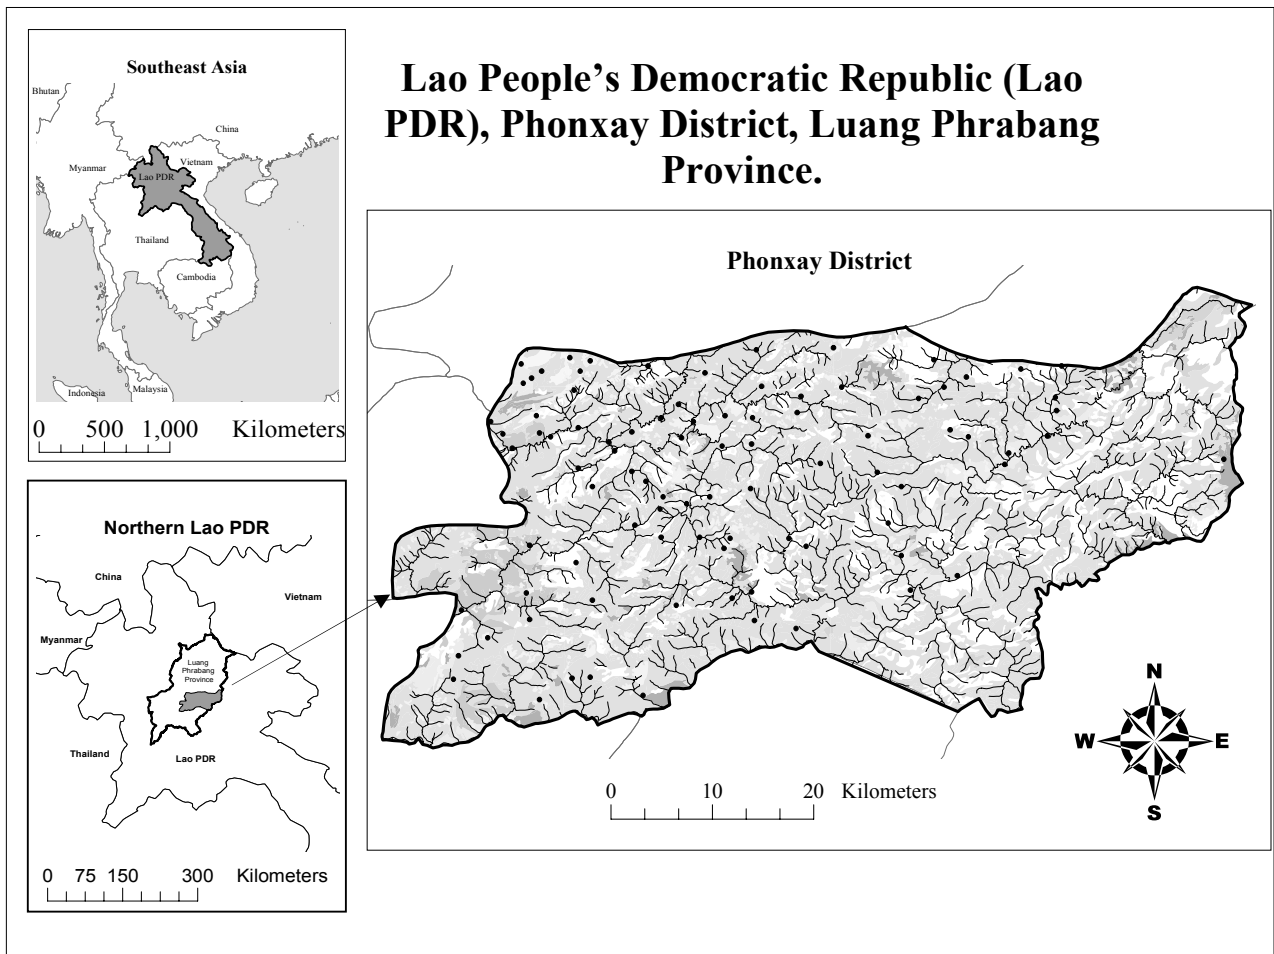 Lao People's Democratic Republic (Lao
PDR), Phonxay District, Luang Phrabang
Province.
Southeast Asia
Bhutan
China
Myanmar
Vietnam
Lao PDR
Thailand
Cambodia
Indonesia
Malaysia
0 500 1,000 Kilometers
Northern Lao PDR
China
Vietnam
Myanmar
Luang
Phrabang
Province
Thailand
Lao PDR
0 75 150 300 Kilometers
Phonxay District
N
W E
S
0 10 20 Kilometers